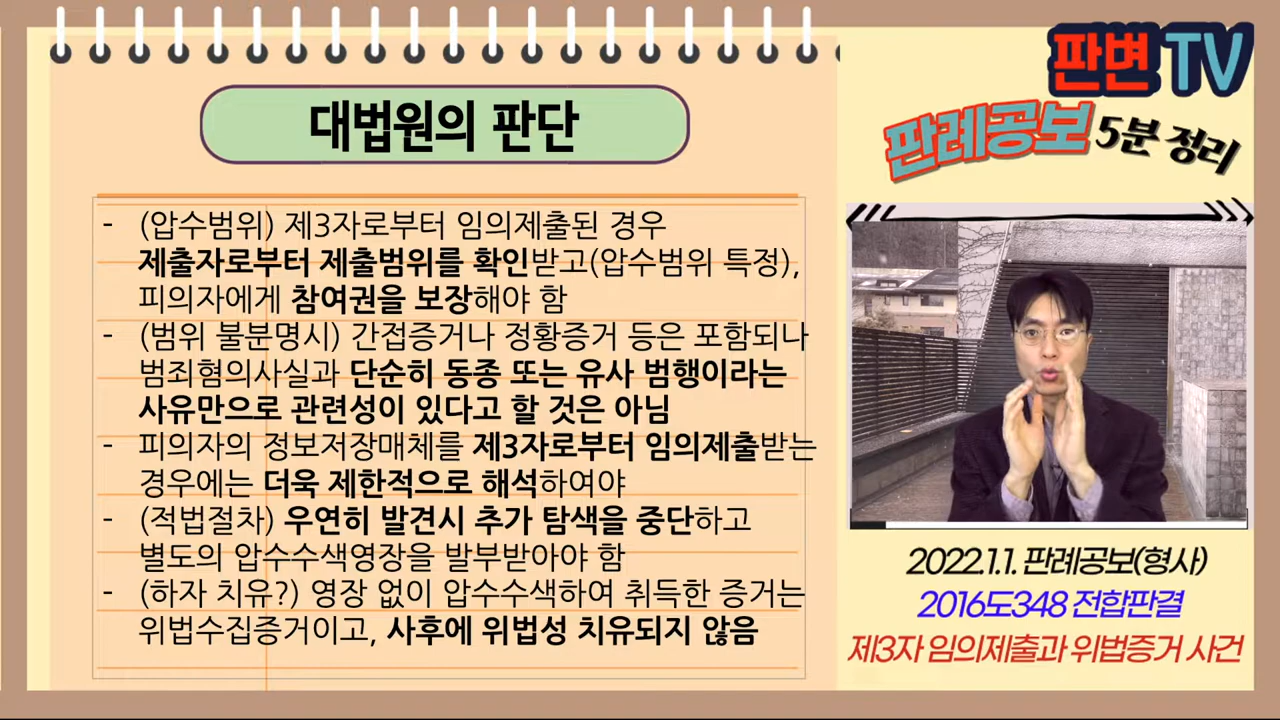 대법원의 판단
- (압수범위) 제3자로부터 임의제출된 경우
제출자로부터 제출범위를 확인받고(압수범위 특정),
피의자에게 참여권을 보장해야 함
- (범위 불분명시) 간접증거나 정황증거 등은 포함되나
범죄혐의사실과 단순히 동종 또는 유사 범행이라는
사유만으로 관련성이 있다고 할 것은 아님
- 피의자의 정보저장매체를 제3자로부터 임의제출받는
경우에는 더욱 제한적으로 해석하여야
- (적법절차) 우연히 발견시 추가 탐색을 중단하고
별도의 압수수색영장을 발부받아야 함
- (하자 치유?) 영장 없이 압수수색하여 취득한 증거는
위법수집증거이고, 사후에 위법성 치유되지 않음
판변 TV
판례공보 5분 정리
2022.1.1. 판례공보(형사)
2016도348 전합판결
제3자 임의제출과 위법증거 사건